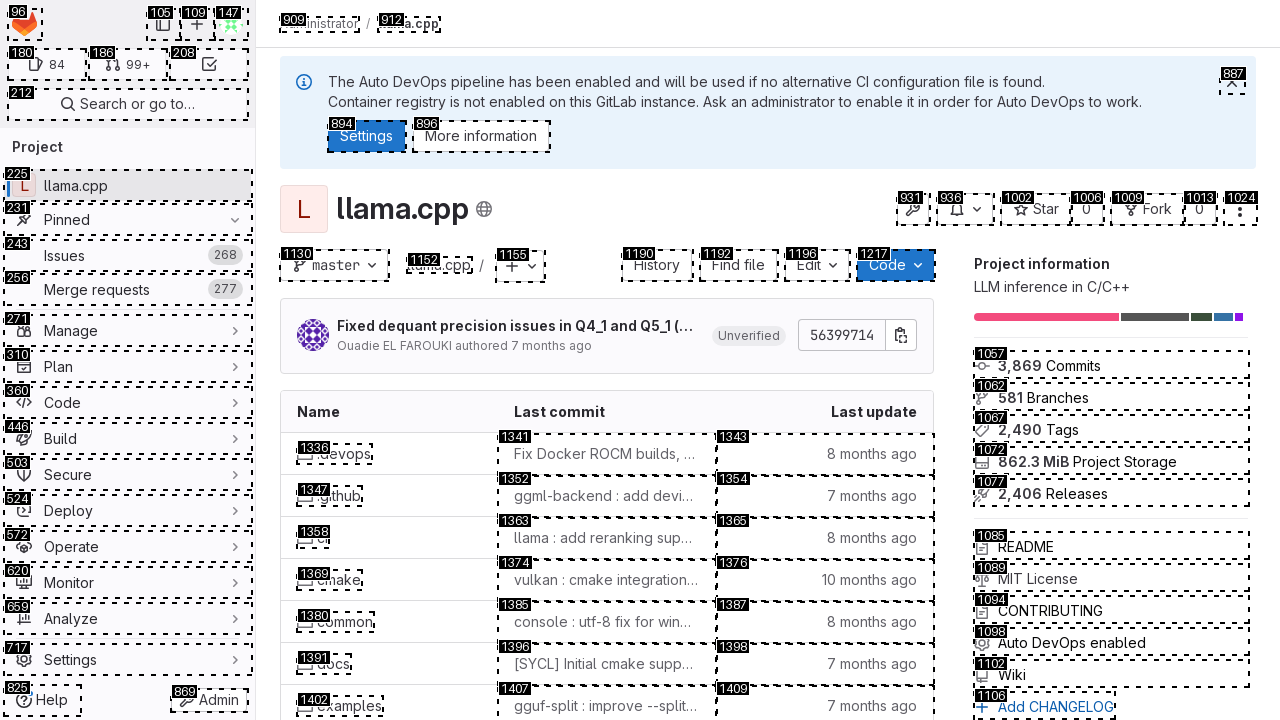 96
105
109
147
180
84
186
99+
208
212
Search or go to…
Project
225
L
llama.cpp
231
Pinned
243
Issues
268
256
Merge requests
277
271
Manage
310
Plan
360
Code
446
Build
503
Secure
524
Deploy
572
Operate
620
Monitor
659
Analyze
717
Settings
825
Help
869
Admin
909
/
912
887
The Auto DevOps pipeline has been enabled and will be used if no alternative CI configuration file is found.
Container registry is not enabled on this GitLab instance. Ask an administrator to enable it in order for Auto DevOps to work.
894
Settings
896
More information
L
llama.cpp
931
936
1002
Star
1006
0
1009
Fork
1013
0
1024
1130
master
1152
llama.cpp
/
1155
1190
History
1192
Find file
1196
Edit
1217
Code
Fixed dequant precision issues in Q4_1 and Q5_1 (…
Ouadie EL FAROUKI authored 7 months ago
Unverified
56399714
Name
Last commit
Last update
1336
.devops
1341
Fix Docker ROCM builds, …
1343
8 months ago
1347
.github
1352
ggml-backend : add devi…
1354
7 months ago
1358
1363
llama : add reranking sup…
1365
8 months ago
1369
cmake
1374
vulkan : cmake integration…
1376
10 months ago
1380
common
1385
console : utf-8 fix for win…
1387
8 months ago
1391
docs
1396
[SYCL] Initial cmake supp…
1398
7 months ago
1402
examples
1407
gguf-split : improve --split…
1409
7 months ago
Project information
LLM inference in C/C++
1057
3,869 Commits
1062
581 Branches
1067
2,490 Tags
1072
862.3 MiB Project Storage
1077
2,406 Releases
1085
README
1089
MIT License
1094
CONTRIBUTING
1098
Auto DevOps enabled
1102
Wiki
1106
Add CHANGELOG